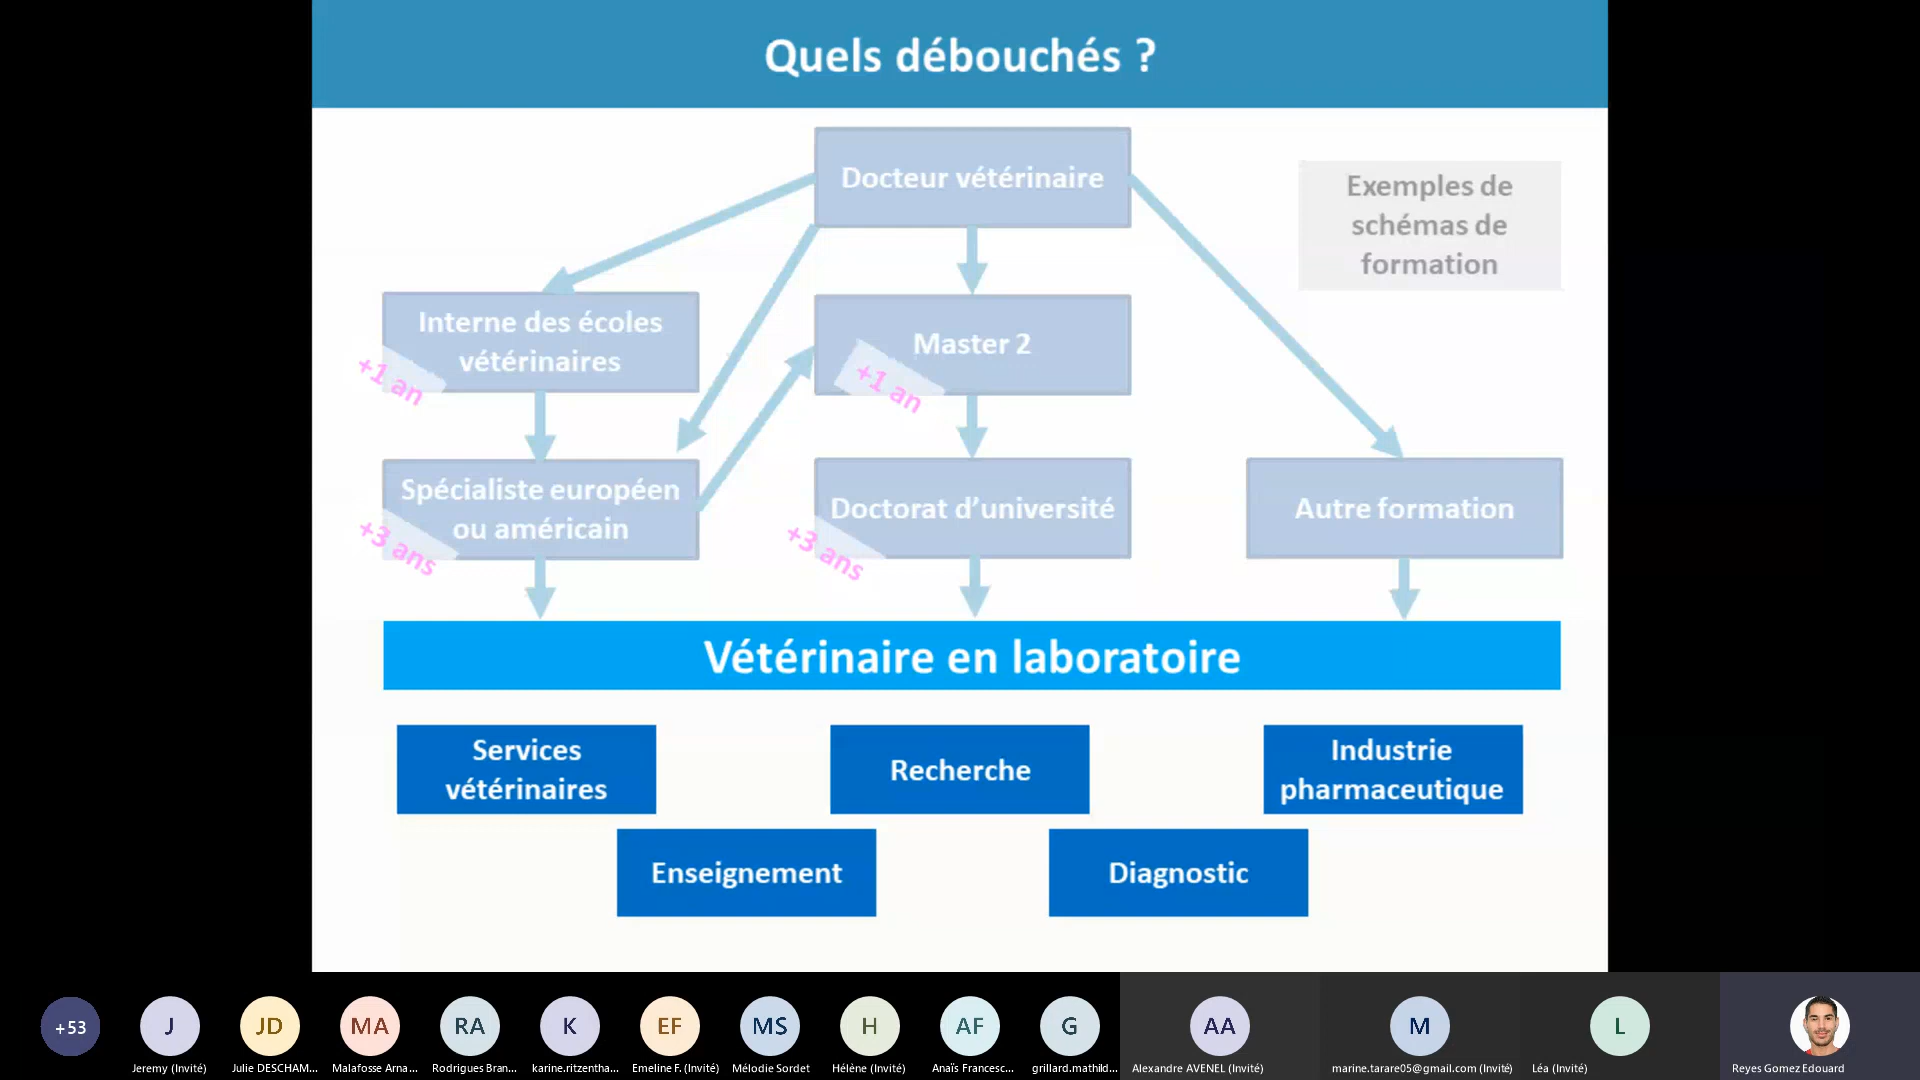 Quels débouchés ?
Docteur vétérinaire
Exemples de
schémas de
formation
Interne des écoles
vétérinaires
+1 an
Master 2
+1 an
Spécialiste européen
ou américain
+3 ans
Doctorat d’université
+3 ans
Autre formation
Vétérinaire en laboratoire
Services
vétérinaires
Recherche
Industrie
pharmaceutique
Enseignement
Diagnostic
+53
J
JD
MA
RA
K
EF
MS
H
AF
G
AA
M
L
Jeremy (Invité)
Julie DESCHAM...
Malafosse Arna...
Rodrigues Bran...
karine.ritzentha...
Emeline F. (Invité)
Mélodie Sordet
Hélène (Invité)
Anaïs Francesc...
grillard.mathild...
Alexandre AVENEL (Invité)
marine.tarare05@gmail.com (Invité)
Léa (Invité)
Reyes Gomez Edouard